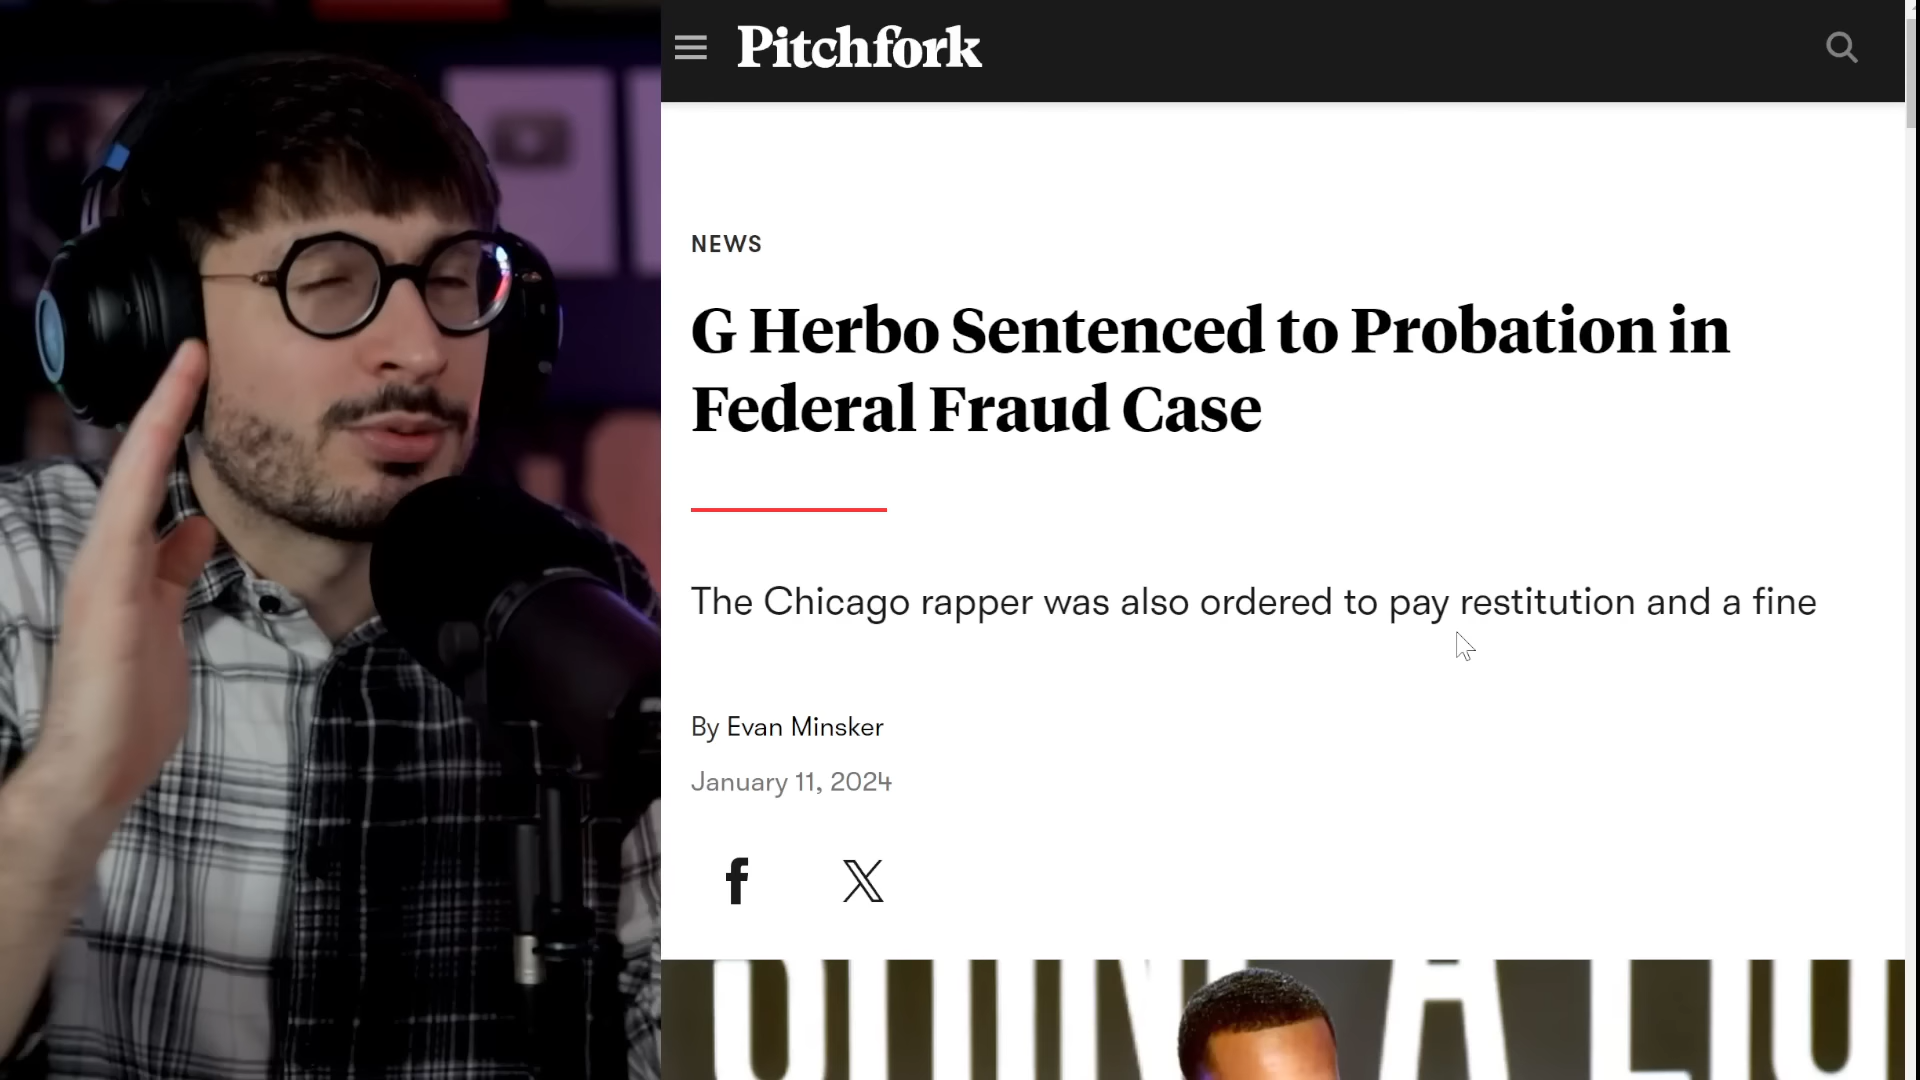 Pitchfork
NEWS
G Herbo Sentenced to Probation in
Federal Fraud Case
The Chicago rapper was also ordered to pay restitution and a fine
By Evan Minsker
January 11, 2024